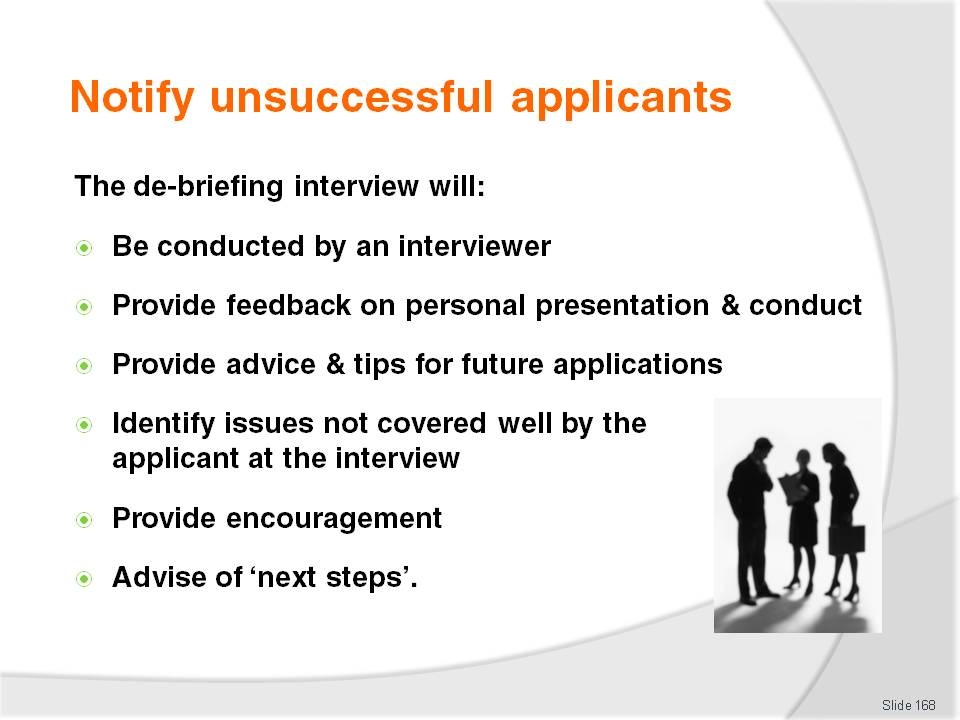 Notify unsuccessful applicants
The de-briefing interview will:
Be conducted by an interviewer
Provide feedback on personal presentation & conduct
Provide advice & tips for future applications
Identify issues not covered well by the
applicant at the interview
Provide encouragement
Advise of ‘next steps’.
Slide 168